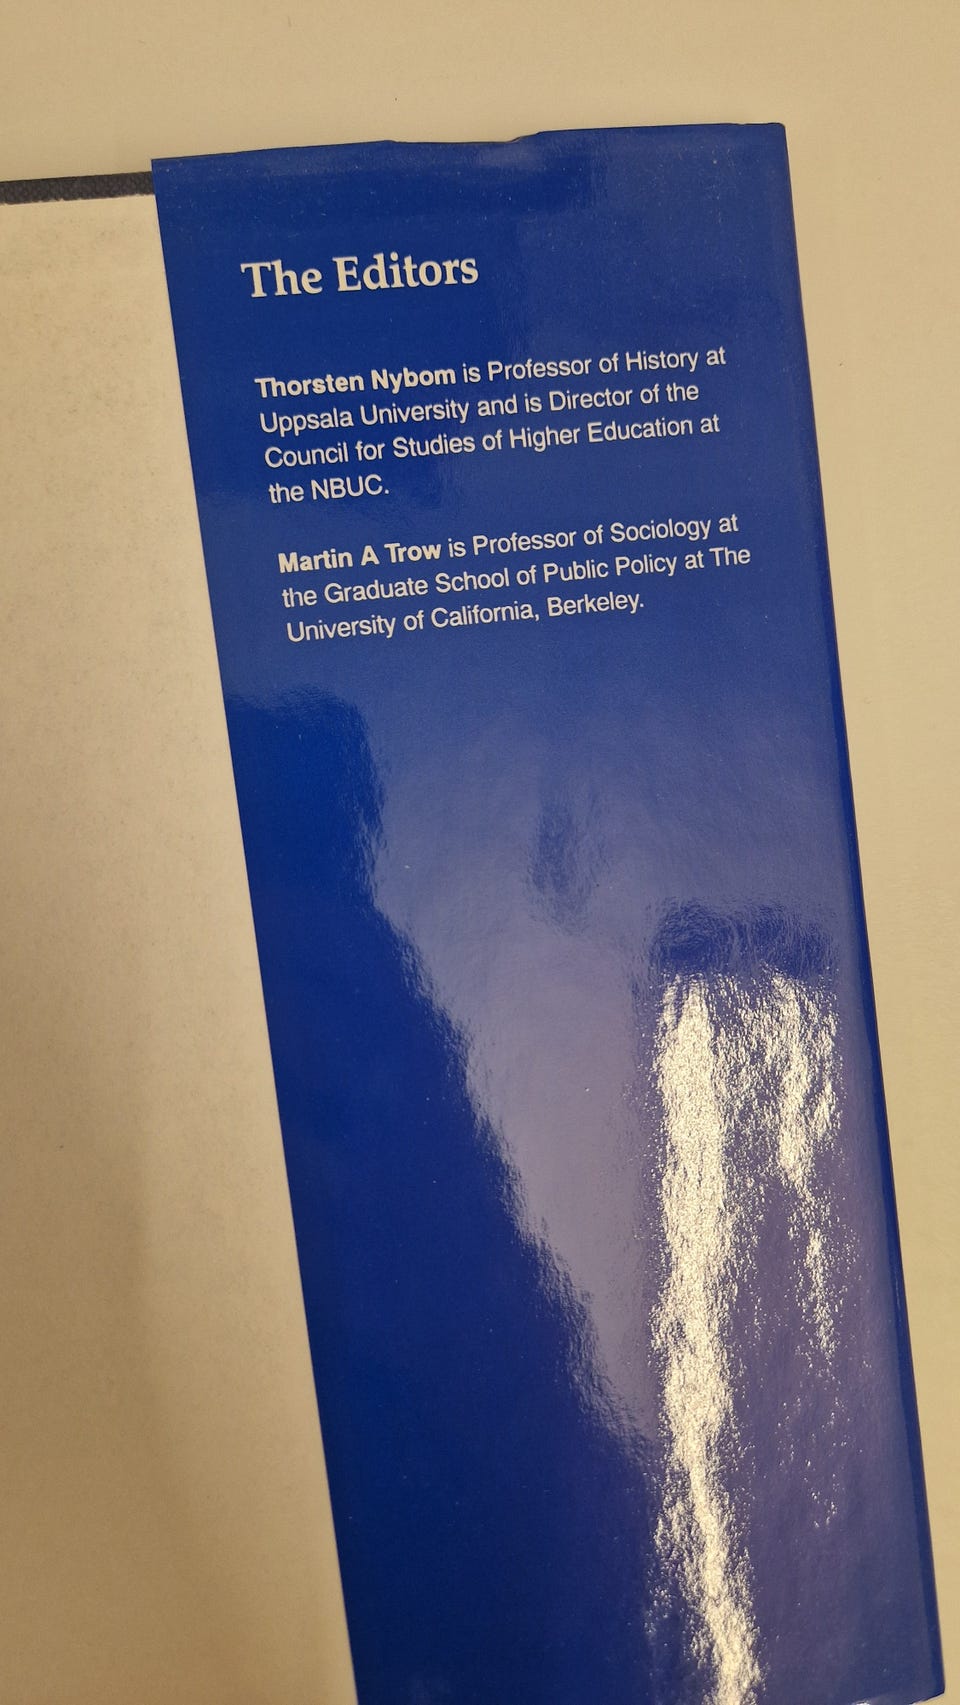 The Editors
Thorsten Nybom is Professor of History at
Uppsala University and is Director of the
Council for Studies of Higher Education at
the NBUC.
Martin A Trow is Professor of Sociology at
the Graduate School of Public Policy at The
University of California, Berkeley.